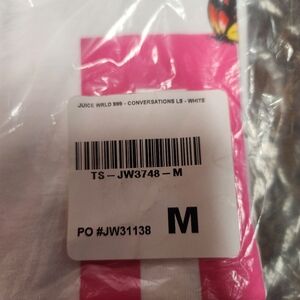 JUICE WRLD 999 - CONVERSATIONS LS - WHITE
TS-JW3748-M
PO #JW31138 M